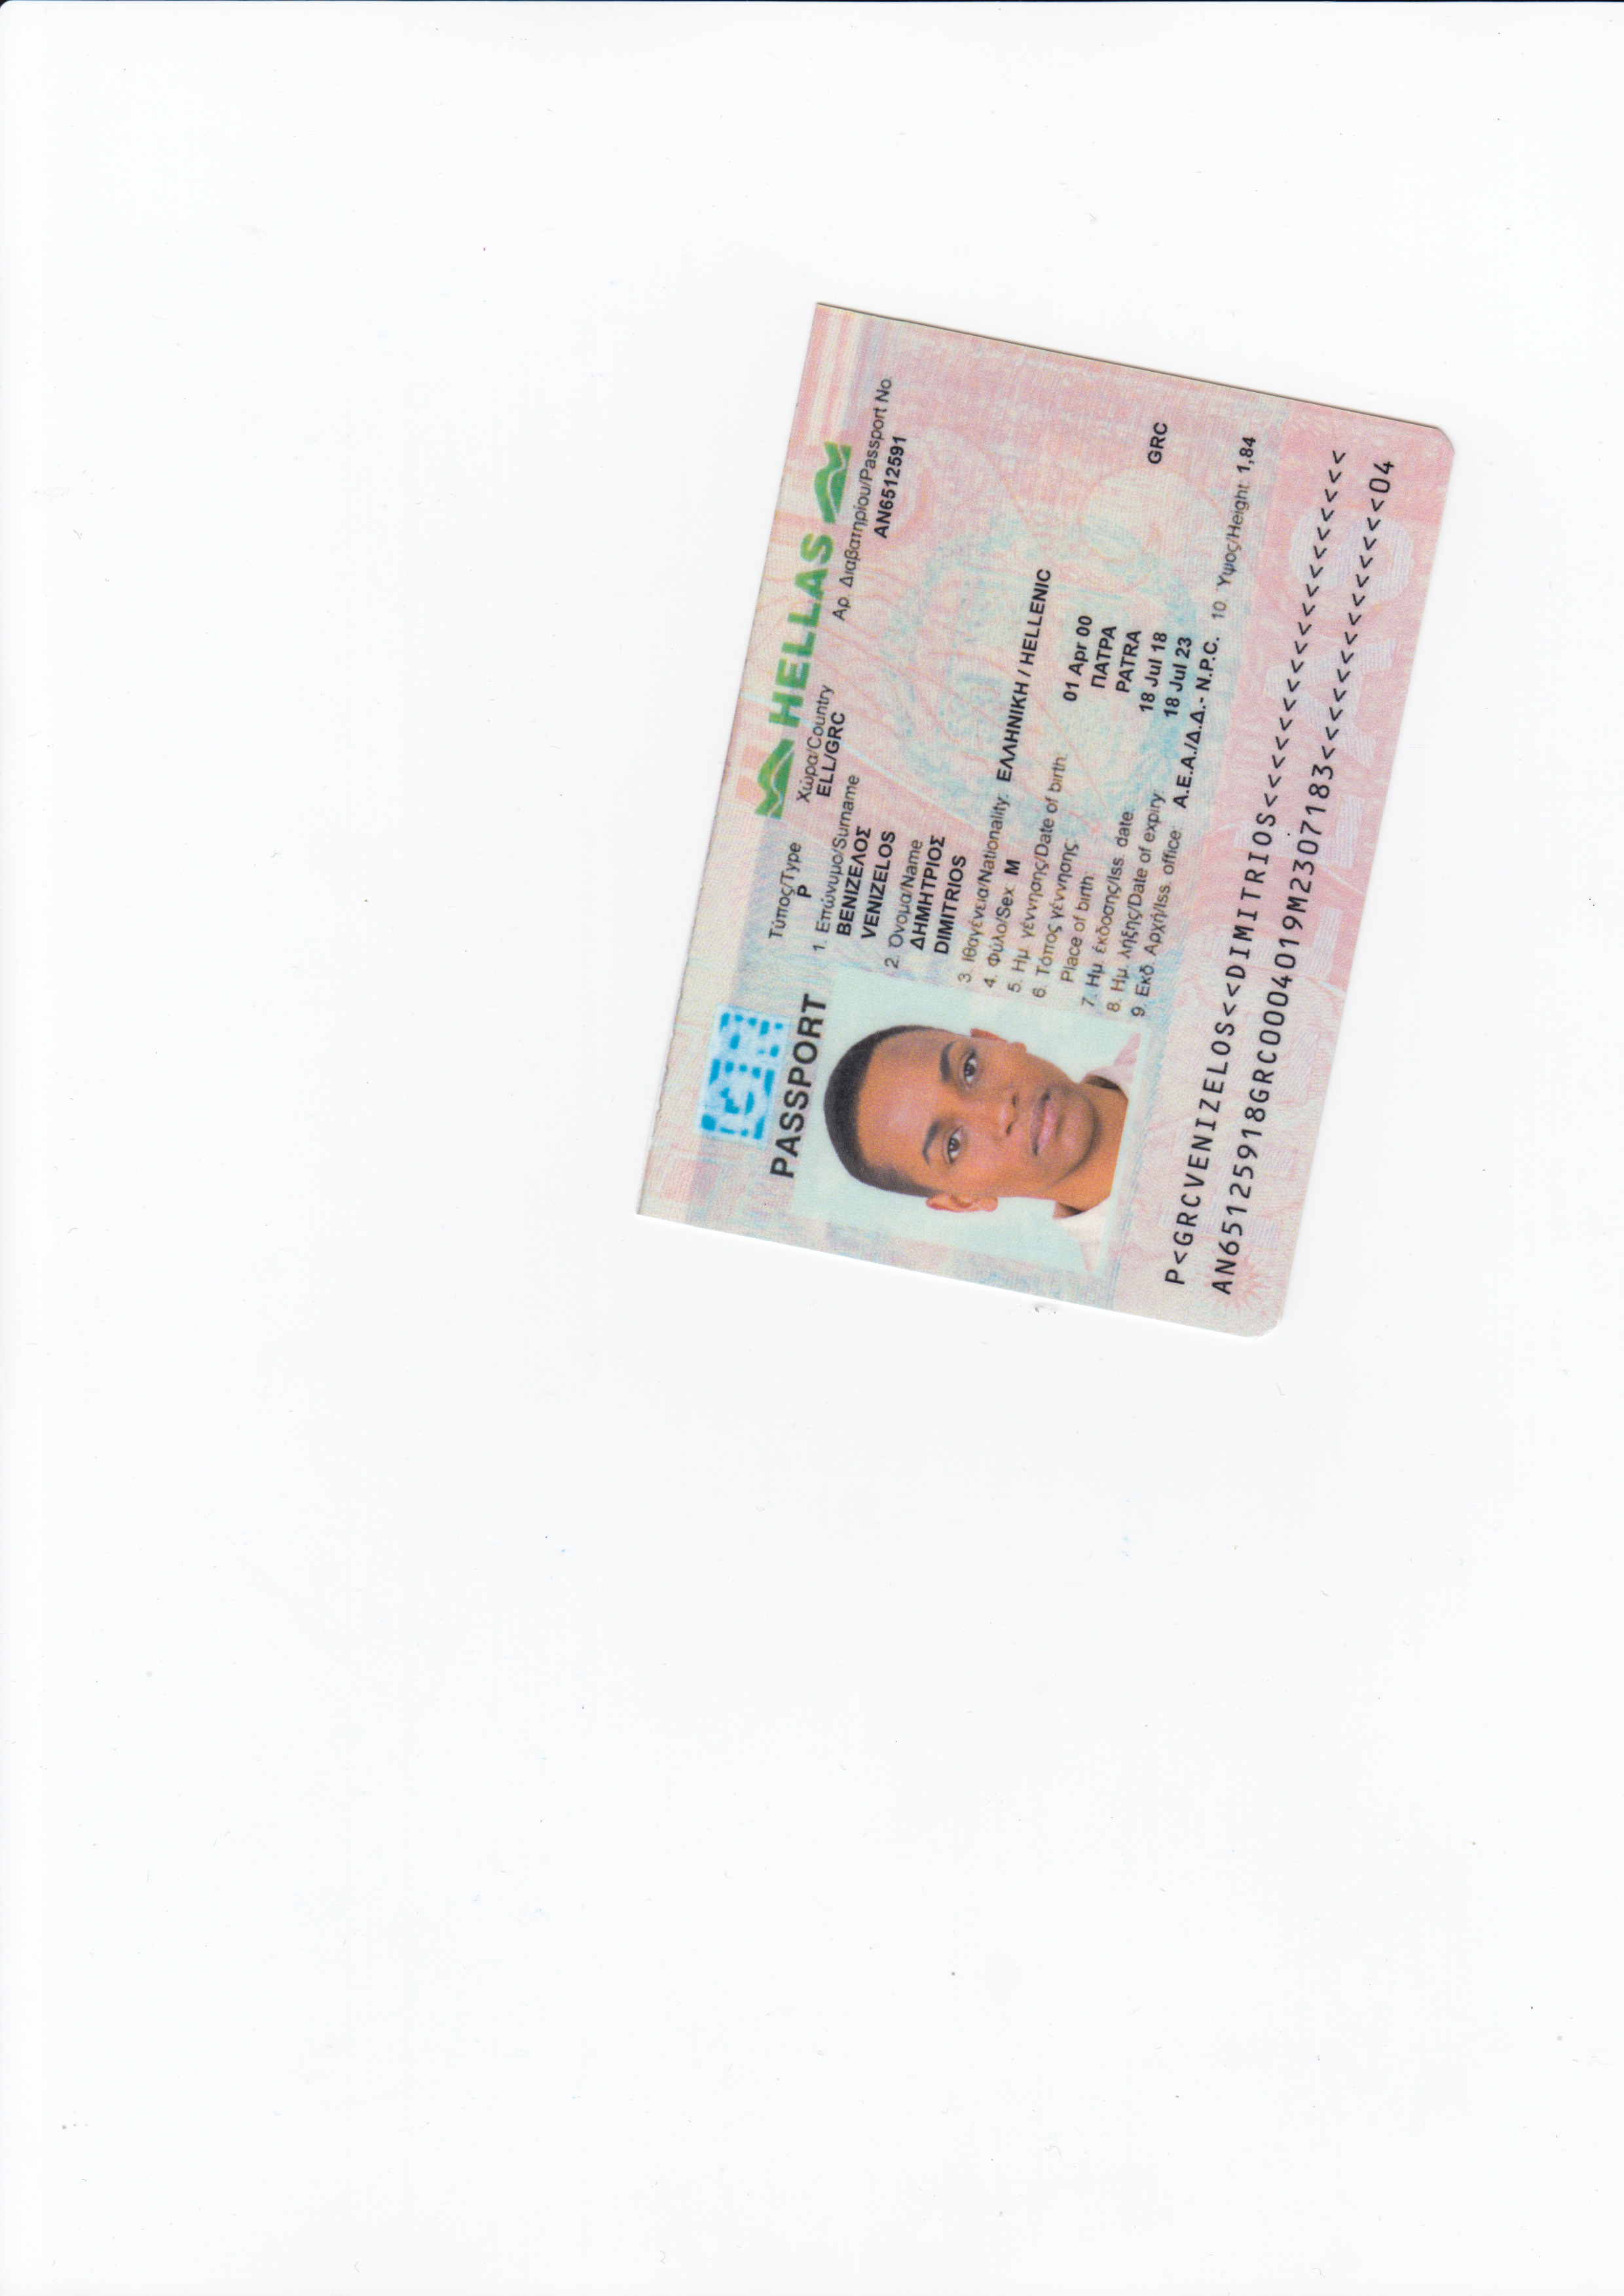 HELLAS
PASSPORT
Τύπος/Type
P
Χώρα/Country
ELL/GRC
Αρ. Διαβατηρίου/Passport No
AN6512591
1. Επώνυμο/Surname
ΒΕΝΙΖΕΛΟΣ
VENIZELOS
2. Όνομα/Name
ΔΗΜΗΤΡΙΟΣ
DIMITRIOS
3. Ιθαγένεια/Nationality: ΕΛΛΗΝΙΚΗ / HELLENIC
4. Φύλο/Sex: M
5. Ημ. γέννησης/Date of birth: 01 Apr 00
6. Τόπος γέννησης: ΠΑΤΡΑ
Place of birth: PATRA GRC
7. Ημ. έκδοσης/Iss. date: 18 Jul 18
8. Ημ. λήξης/Date of expiry: 18 Jul 23
9. Εκδ. Αρχή/Iss. office: Α.Ε.Α./Δ.Δ.- N.P.C. 10. Υψος/Height: 1,84
P<GRCVENIZELOS<<DIMITRIOS<<<<<<<<<<<<<<<<<<<
AN65125918GRC0004019M2307183<<<<<<<<<<<<<<04